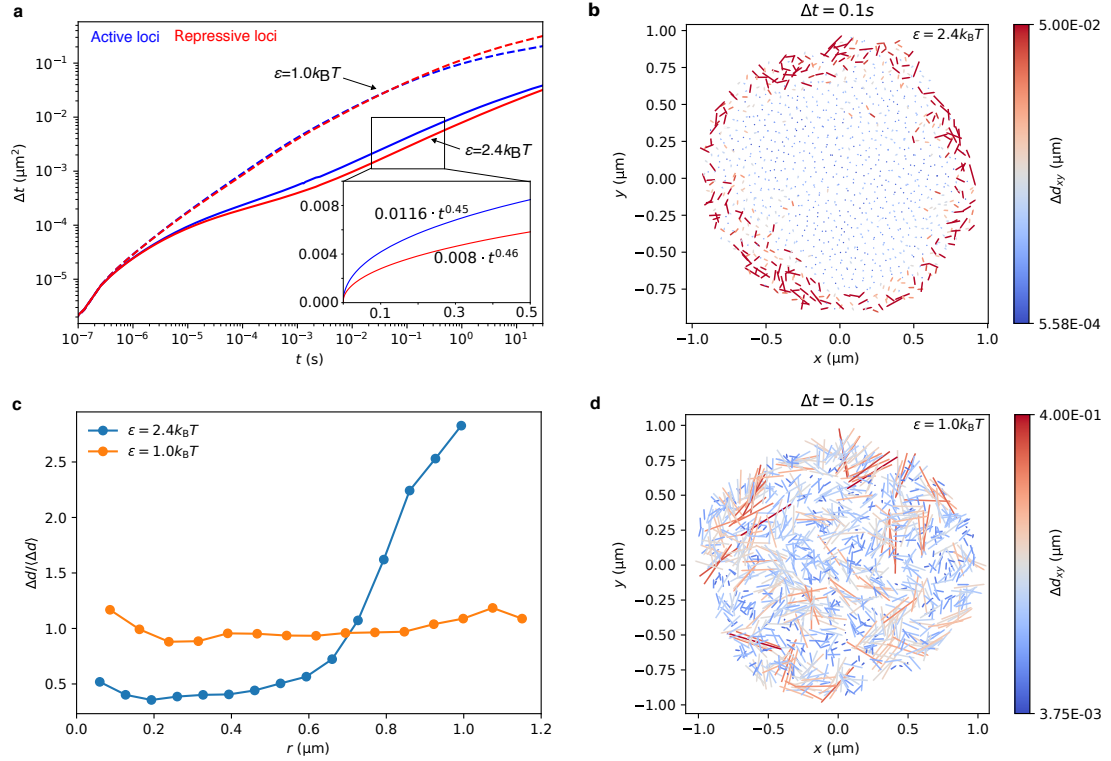 a
Active loci Repressive loci
ε=1.0k_BT
ε=2.4k_BT
0.0116 · t^0.45
0.008 · t^0.46
0.008
0.004
0.000
0.1 0.3 0.5
10^−1
10^−2
10^−3
10^−4
10^−5
Δt (μm²)
10^−7 10^−6 10^−5 10^−4 10^−3 10^−2 10^−1 10^0 10^1
t (s)
b
Δt = 0.1s
ε = 2.4k_BT
1.00
0.75
0.50
0.25
0.00
−0.25
−0.50
−0.75
y (μm)
−1.0 −0.5 0.0 0.5 1.0
x (μm)
5.00E-02
Δd_xy (μm)
5.58E-04
c
ε = 2.4k_BT
ε = 1.0k_BT
2.5
2.0
1.5
1.0
0.5
Δd/⟨Δd⟩
0.0 0.2 0.4 0.6 0.8 1.0 1.2
r (μm)
d
Δt = 0.1s
ε = 1.0k_BT
1.00
0.75
0.50
0.25
0.00
−0.25
−0.50
−0.75
−1.00
y (μm)
−1.0 −0.5 0.0 0.5 1.0
x (μm)
4.00E-01
Δd_xy (μm)
3.75E-03